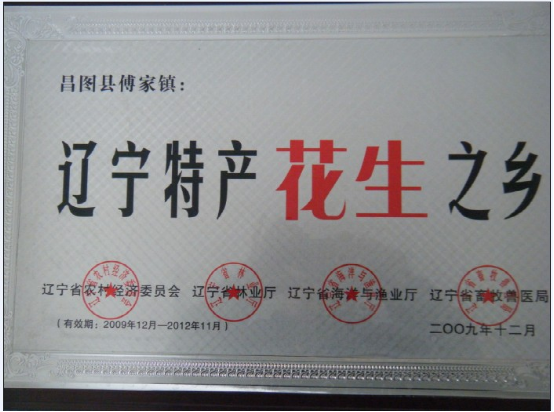 昌图县傅家镇：
辽宁特产花生之乡
辽宁省农村经济委员会 辽宁省林业厅 辽宁省海洋与渔业厅 辽宁省畜牧兽医局
（有效期：2009年12月—2012年11月）
二〇〇九年十二月